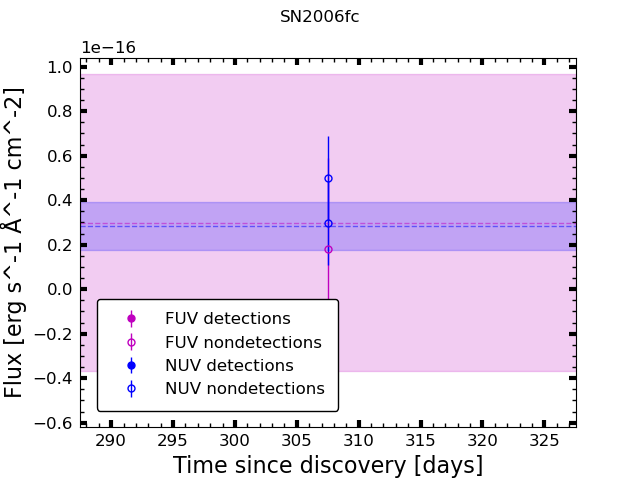 SN2006fc
1e−16
1.0
0.8
0.6
0.4
0.2
0.0
−0.2
−0.4
−0.6
Flux [erg s^-1 Å^-1 cm^-2]
FUV detections
FUV nondetections
NUV detections
NUV nondetections
290 295 300 305 310 315 320 325
Time since discovery [days]